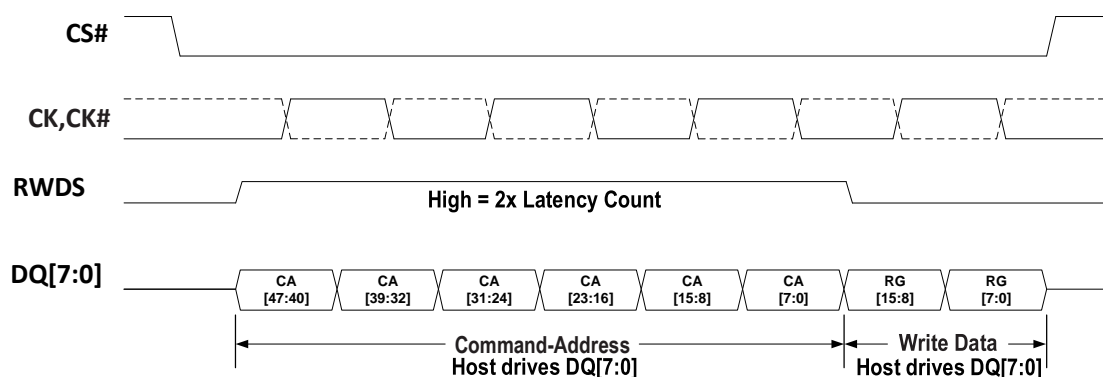 CS#
CK,CK#
RWDS
High = 2x Latency Count
DQ[7:0]
CA
[47:40]
CA
[39:32]
CA
[31:24]
CA
[23:16]
CA
[15:8]
CA
[7:0]
RG
[15:8]
RG
[7:0]
Command-Address
Host drives DQ[7:0]
Write Data
Host drives DQ[7:0]